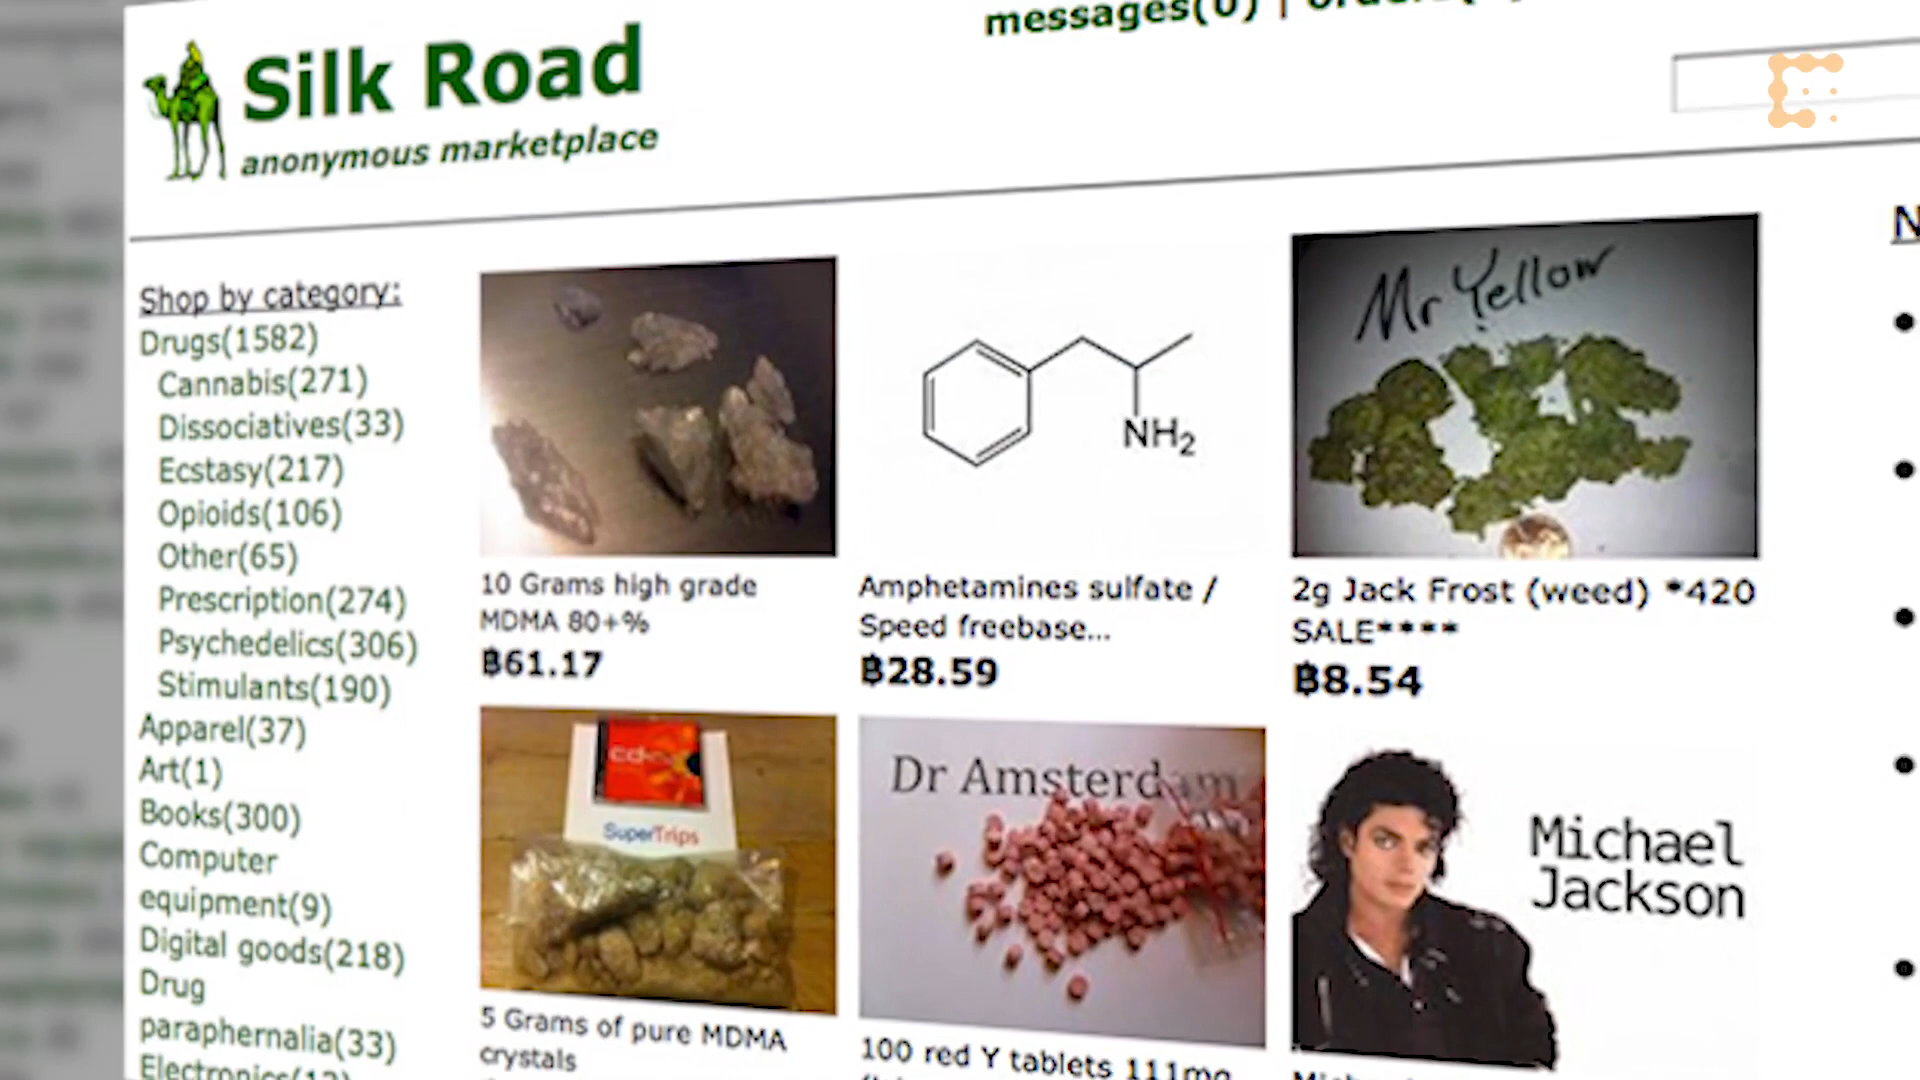 messages(0) |
Silk Road
anonymous marketplace
Shop by category:
Drugs(1582)
Cannabis(271)
Dissociatives(33)
Ecstasy(217)
Opioids(106)
Other(65)
Prescription(274)
Psychedelics(306)
Stimulants(190)
Apparel(37)
Art(1)
Books(300)
Computer
equipment(9)
Digital goods(218)
Drug
paraphernalia(33)
Mr Yellow
NH2
10 Grams high grade
MDMA 80+%
฿61.17
Amphetamines sulfate /
Speed freebase...
฿28.59
2g Jack Frost (weed) *420
SALE****
฿8.54
SuperTrips
Dr Amsterdam
Michael
Jackson
5 Grams of pure MDMA
crystals
100 red Y tablets 111mg